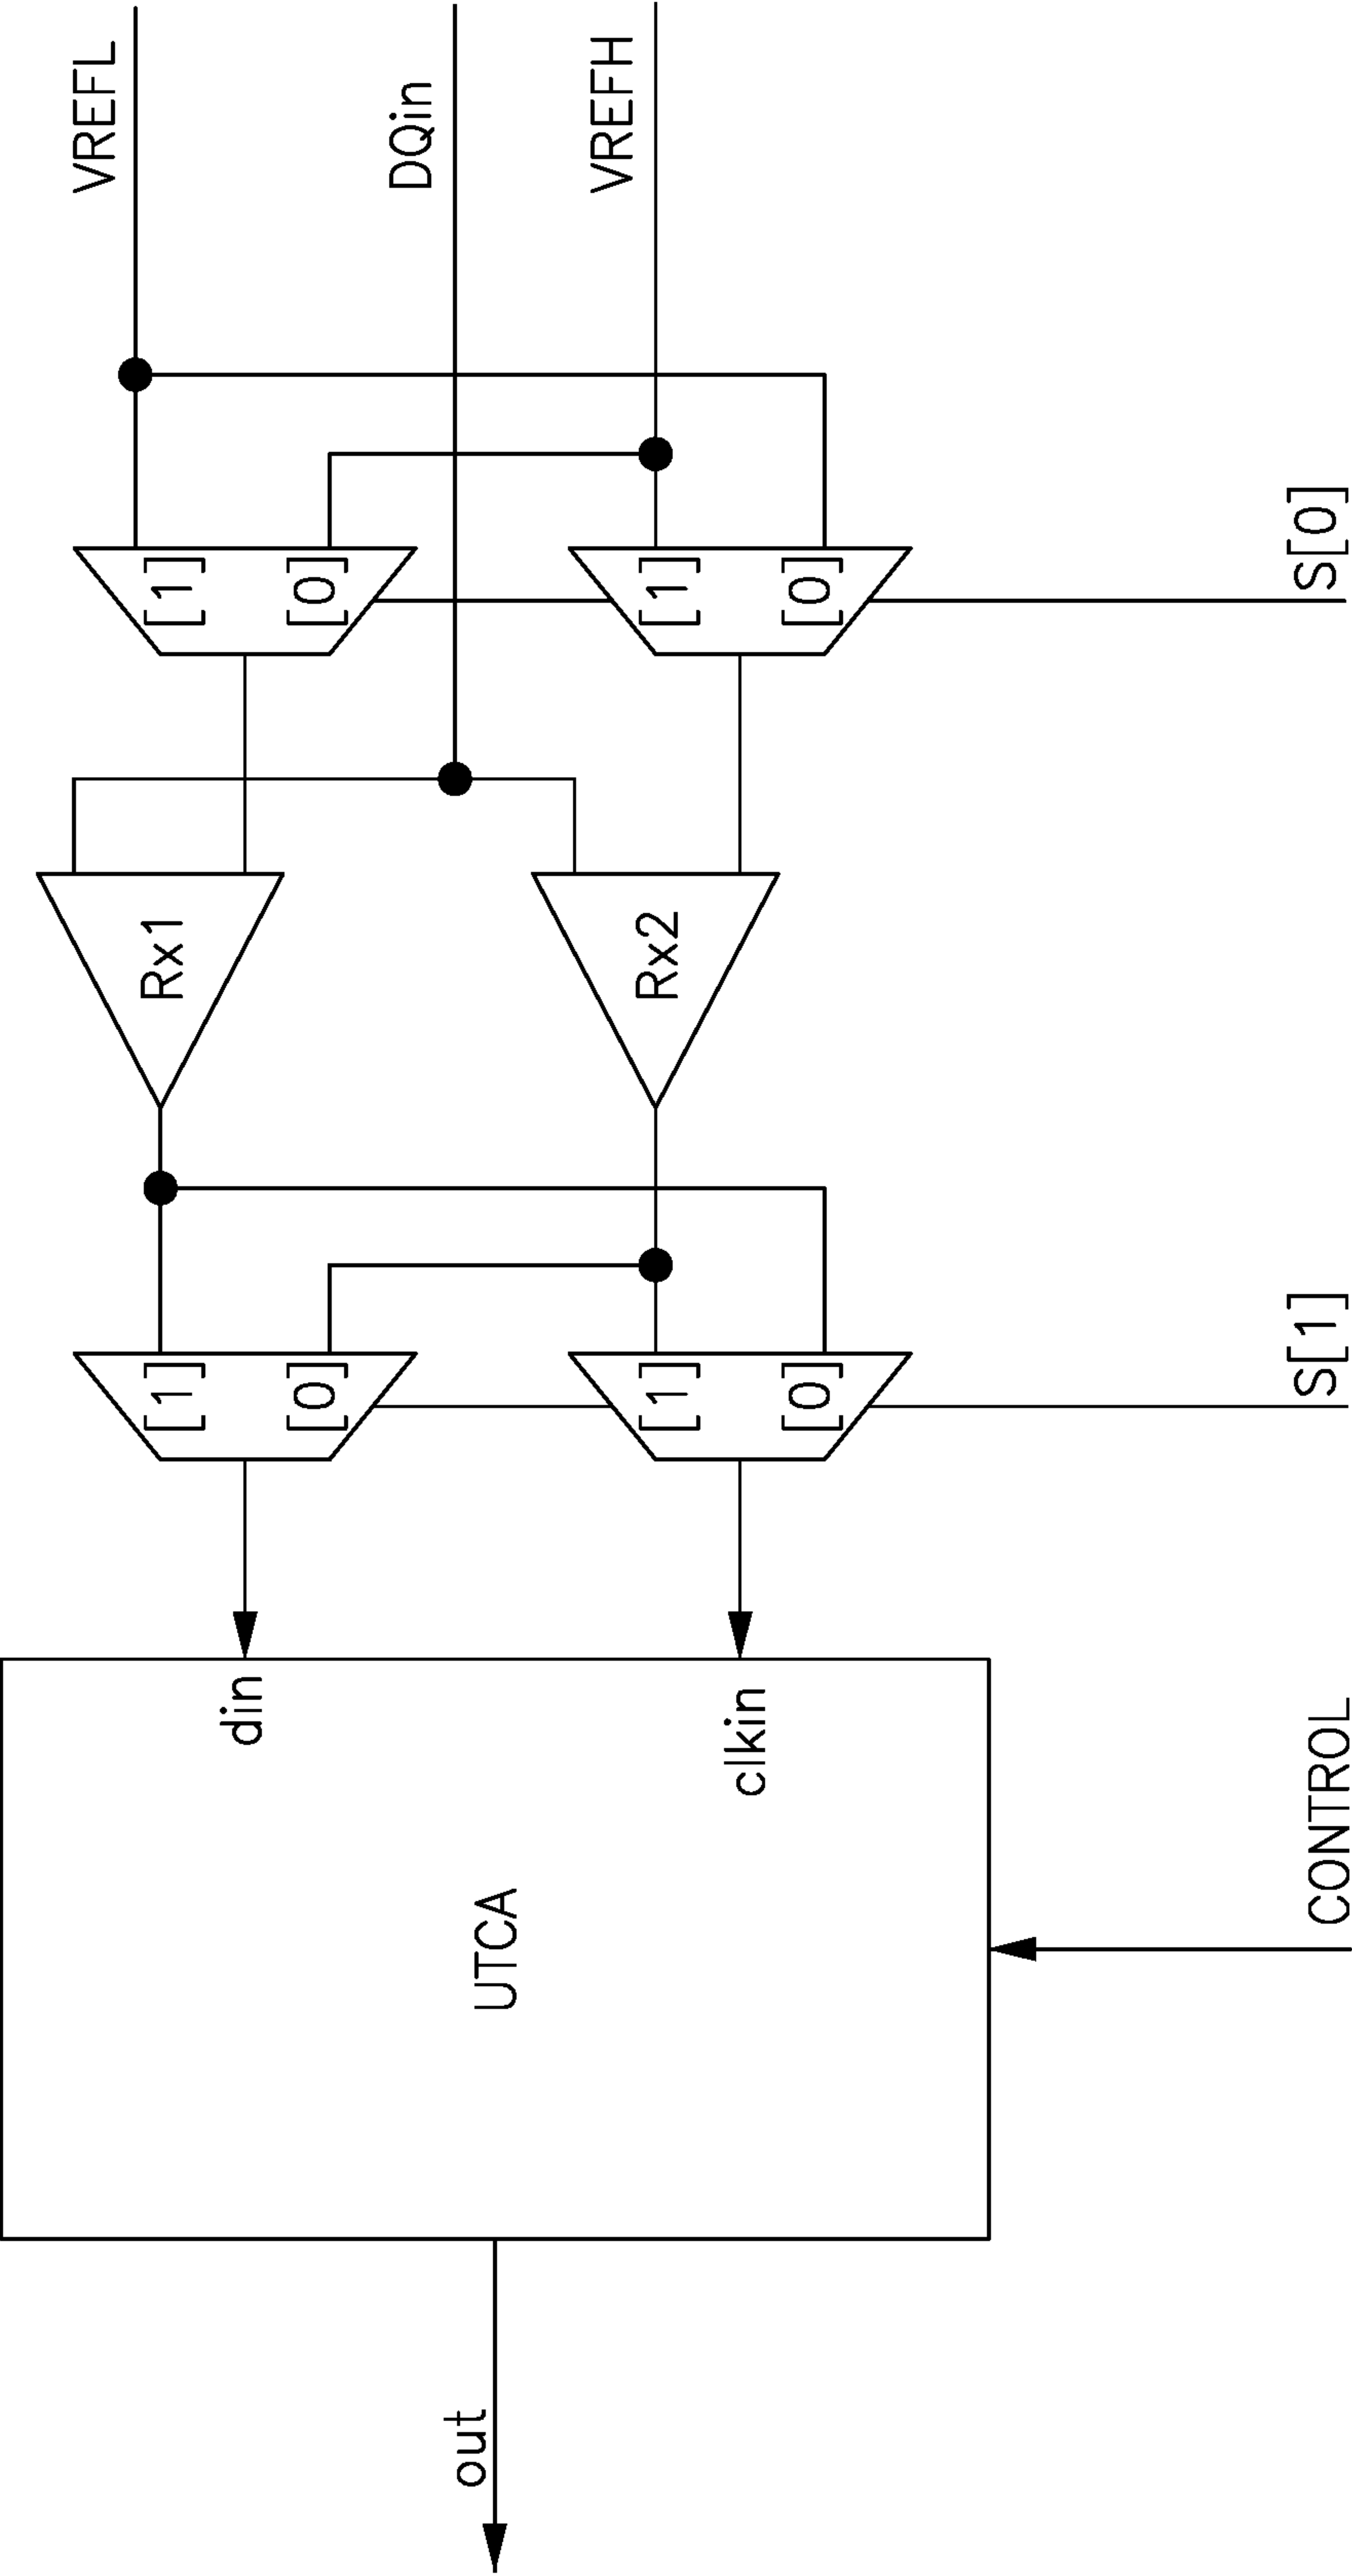 VREFL
DQin
VREFH
[1]
[0]
[1]
[0]
S[0]
Rx1
Rx2
[1]
[0]
[1]
[0]
S[1]
din
clkin
UTCA
CONTROL
out